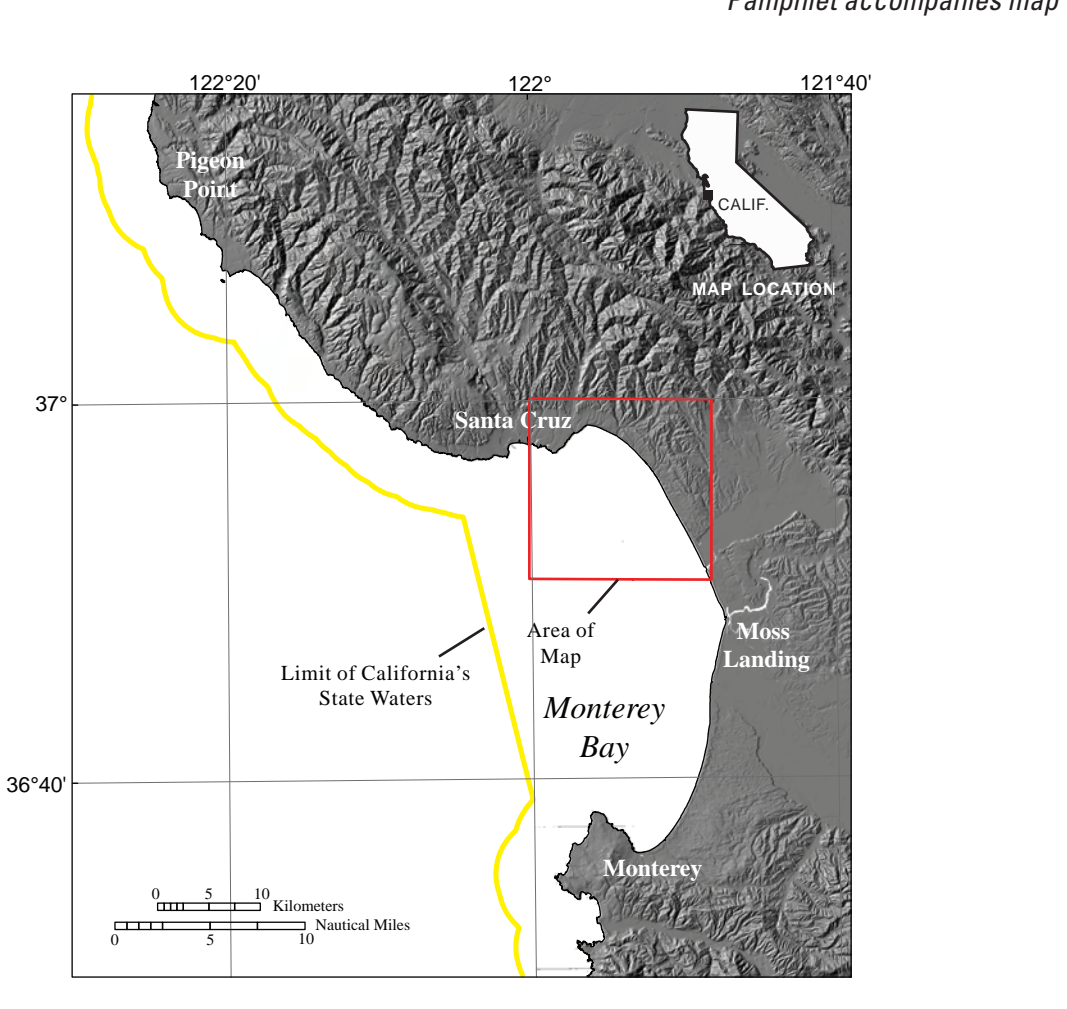 Pamphlet accompanies map
122°20'
122°
121°40'
Pigeon
Point
CALIF.
MAP LOCATION
37°
Santa Cruz
Area of
Map
Moss
Landing
Limit of California's
State Waters
Monterey
Bay
36°40'
Monterey
0 5 10
Kilometers
Nautical Miles
0 5 10